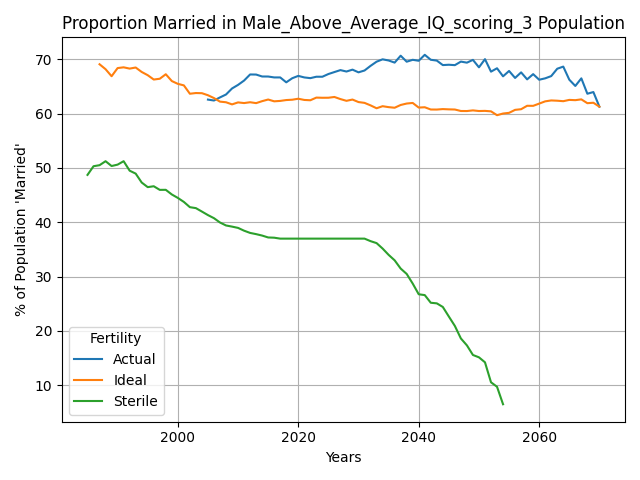 Proportion Married in Male_Above_Average_IQ_scoring_3 Population
% of Population 'Married'
70
60
50
40
30
20
10
Fertility
Actual
Ideal
Sterile
2000 2020 2040 2060
Years